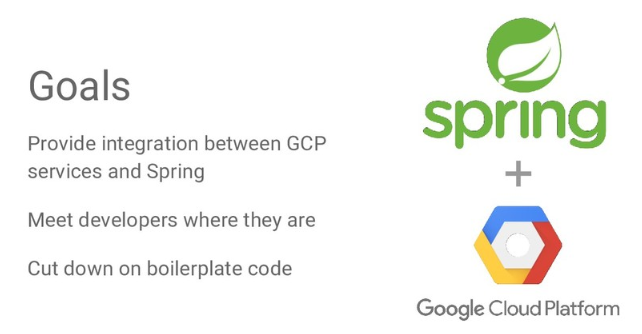 Goals
Provide integration between GCP
services and Spring
Meet developers where they are
Cut down on boilerplate code
spring
+
Google Cloud Platform